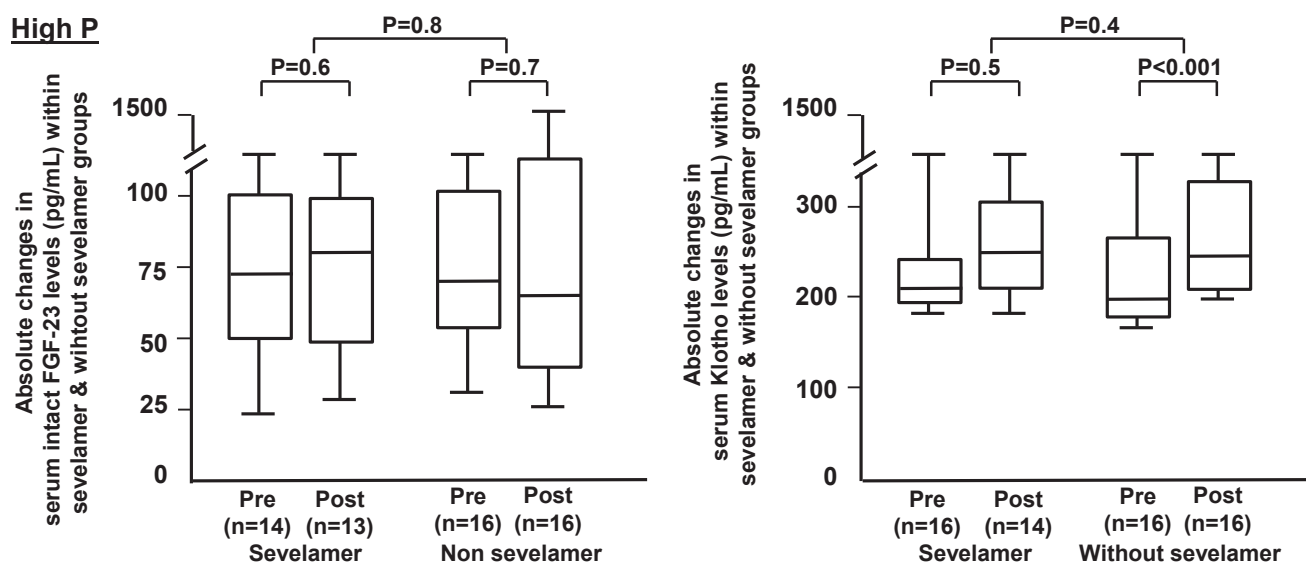 High P
P=0.8
P=0.6
P=0.7
Absolute changes in
serum intact FGF-23 levels (pg/mL) within
sevelamer & wihtout sevelamer groups
1500
100
75
50
25
0
Pre
(n=14)
Post
(n=13)
Sevelamer
Pre
(n=16)
Post
(n=16)
Non sevelamer
P=0.4
P=0.5
P<0.001
Absolute changes in
serum Klotho levels (pg/mL) within
sevelamer & without sevelamer groups
1500
300
200
100
0
Pre
(n=16)
Post
(n=14)
Sevelamer
Pre
(n=16)
Post
(n=16)
Without sevelamer